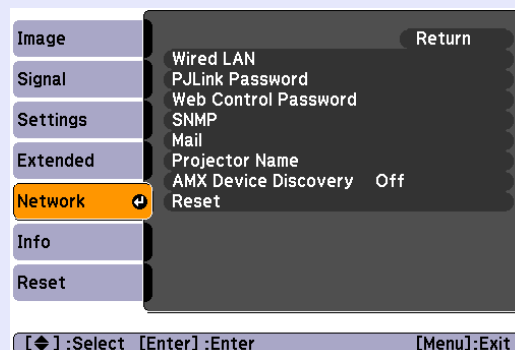 Image
Signal
Settings
Extended
Network
Info
Reset
Return
Wired LAN
PJLink Password
Web Control Password
SNMP
Mail
Projector Name
AMX Device Discovery Off
Reset
[◆] :Select [Enter] :Enter [Menu]:Exit